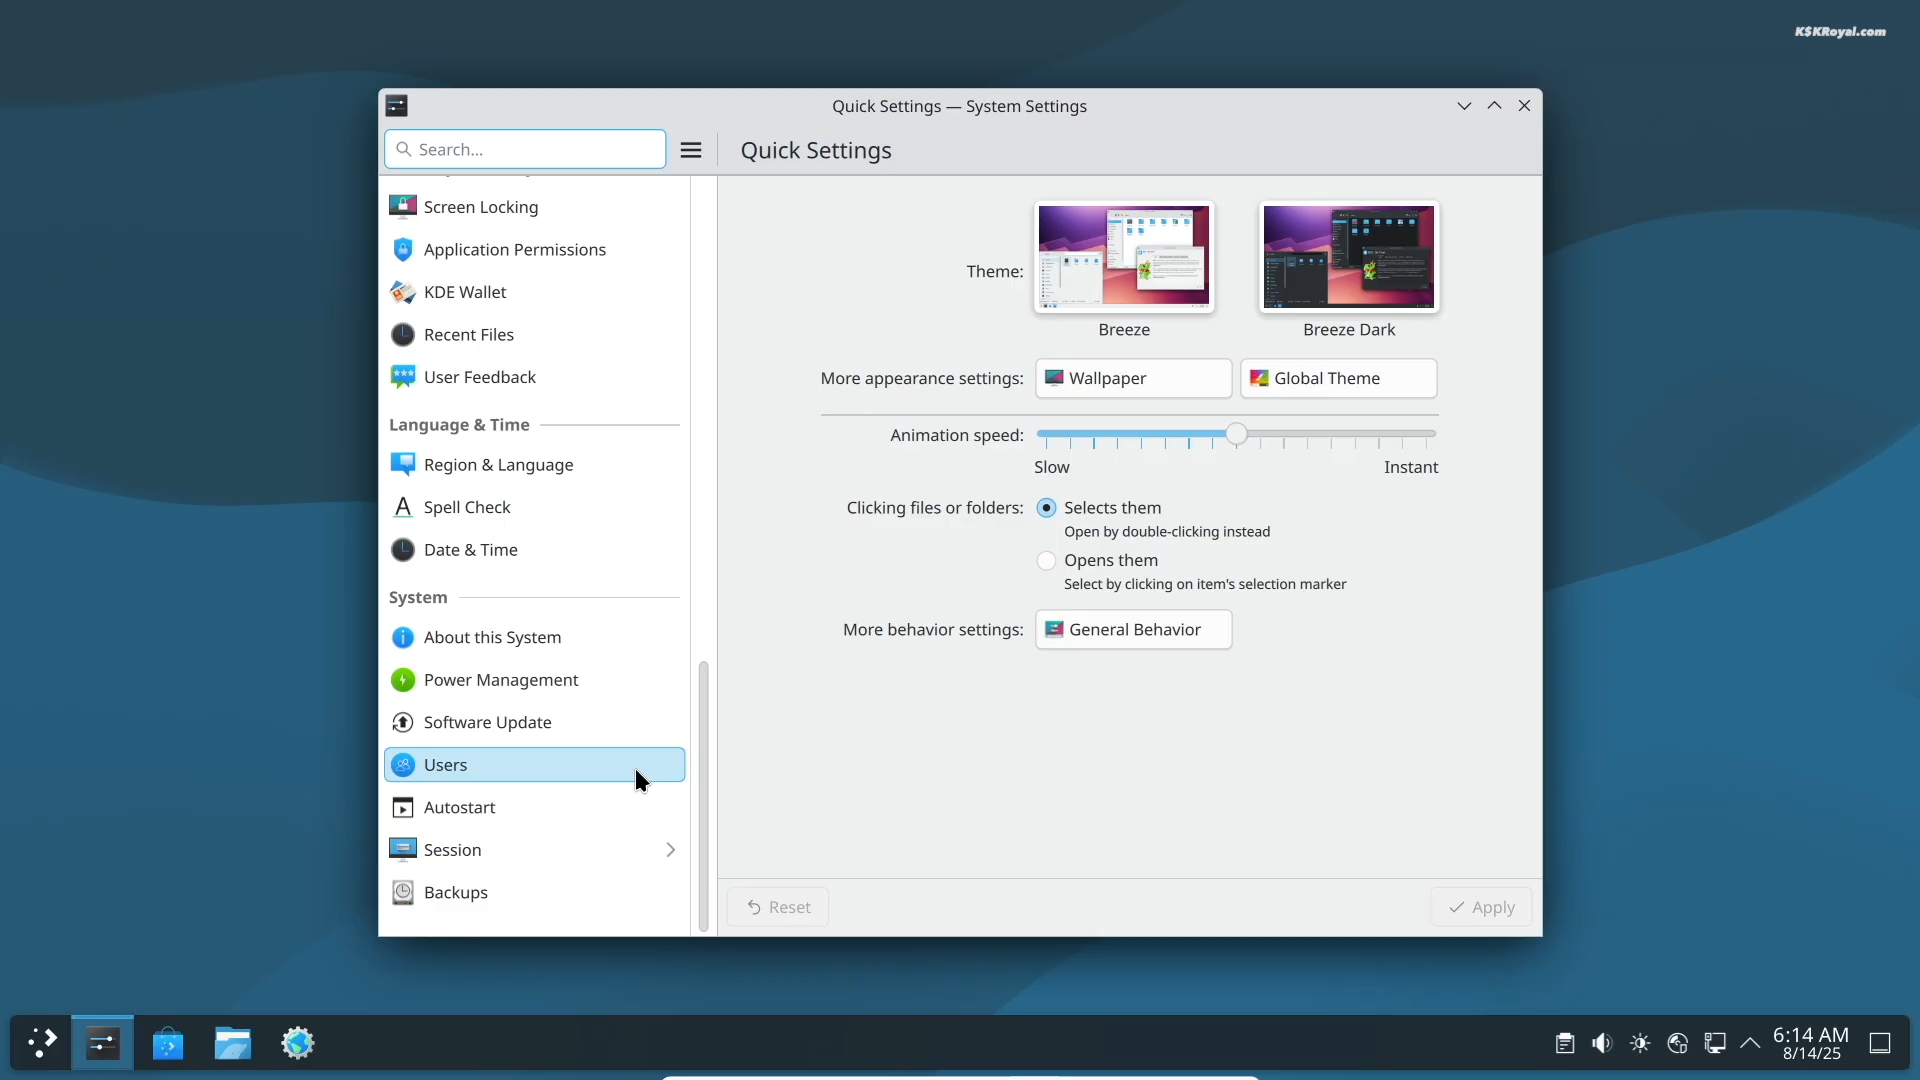 K$KRoyal.com
Quick Settings — System Settings
Search...
Quick Settings
Screen Locking
Application Permissions
KDE Wallet
Recent Files
User Feedback
Language & Time
Region & Language
Spell Check
Date & Time
System
About this System
Power Management
Software Update
Users
Autostart
Session
Backups
Theme:
Breeze
Breeze Dark
More appearance settings:
Wallpaper
Global Theme
Animation speed:
Slow
Instant
Clicking files or folders:
Selects them
Open by double-clicking instead
Opens them
Select by clicking on item's selection marker
More behavior settings:
General Behavior
Reset
Apply
6:14 AM
8/14/25